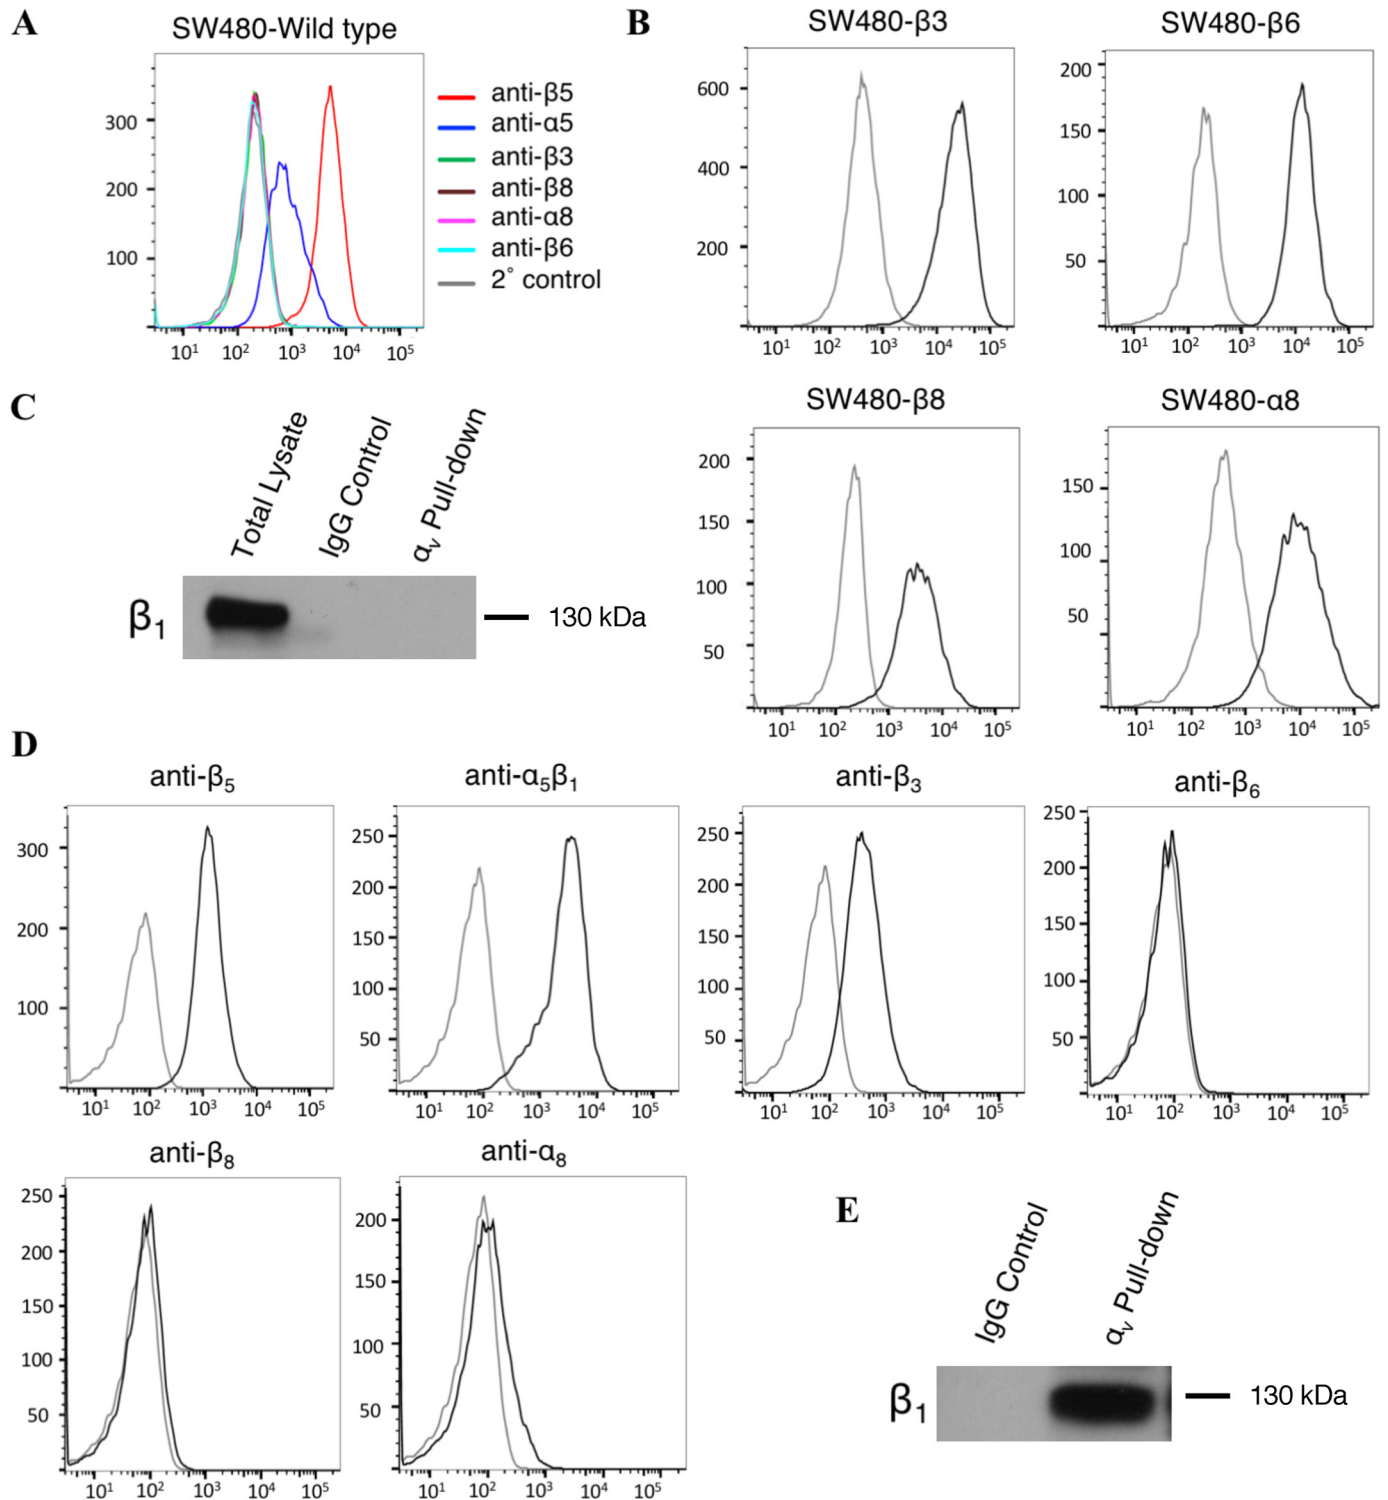 A
SW480-Wild type
300
200
100
10¹ 10² 10³ 10⁴ 10⁵
anti-β5
anti-α5
anti-β3
anti-β8
anti-α8
anti-β6
2° control
B
SW480-β3
600
400
200
10¹ 10² 10³ 10⁴ 10⁵
SW480-β6
200
150
100
50
10¹ 10² 10³ 10⁴ 10⁵
SW480-β8
200
150
100
50
10¹ 10² 10³ 10⁴ 10⁵
SW480-α8
150
100
50
10¹ 10² 10³ 10⁴ 10⁵
C
Total Lysate
IgG Control
αᵥ Pull-down
β₁
130 kDa
D
anti-β₅
300
200
100
10¹ 10² 10³ 10⁴ 10⁵
anti-α₅β₁
250
200
150
100
50
10¹ 10² 10³ 10⁴ 10⁵
anti-β₃
250
200
150
100
50
10¹ 10² 10³ 10⁴ 10⁵
anti-β₆
250
200
150
100
50
10¹ 10² 10³ 10⁴ 10⁵
anti-β₈
250
200
150
100
50
10¹ 10² 10³ 10⁴ 10⁵
anti-α₈
200
150
100
50
10¹ 10² 10³ 10⁴ 10⁵
E
IgG Control
αᵥ Pull-down
β₁
130 kDa